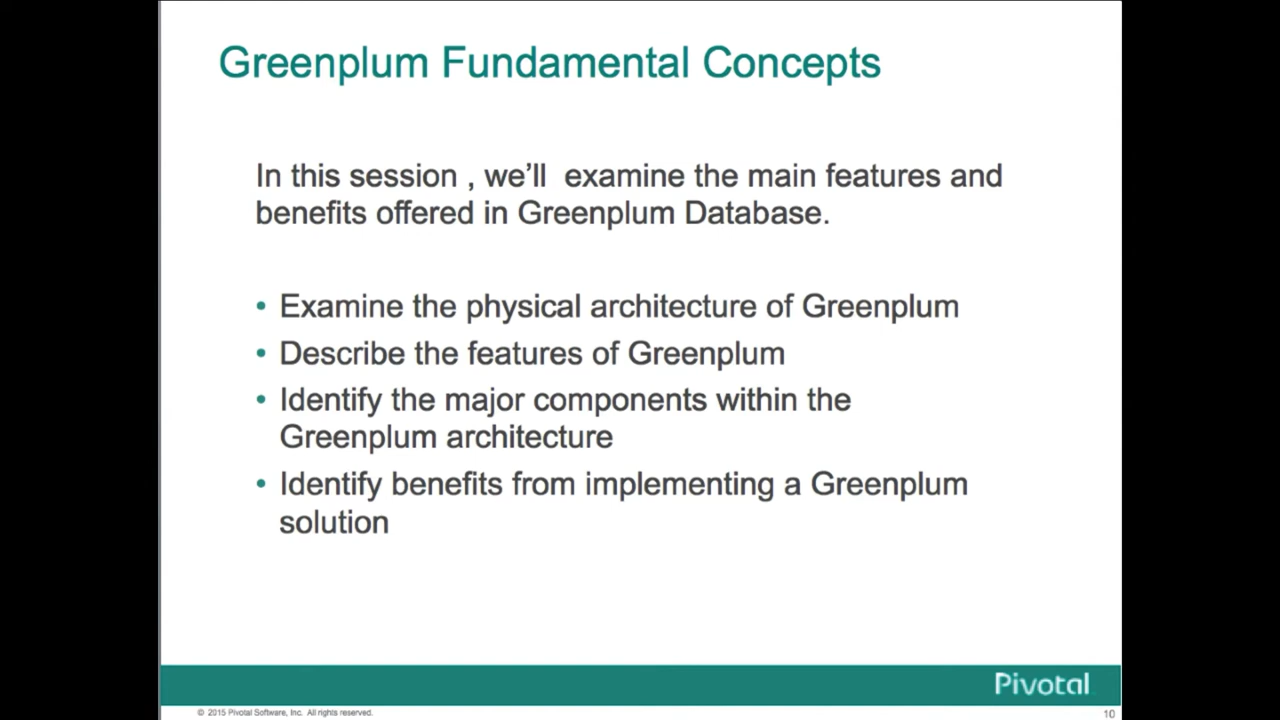 Greenplum Fundamental Concepts
In this session , we'll  examine the main features and
benefits offered in Greenplum Database.
• Examine the physical architecture of Greenplum
• Describe the features of Greenplum
• Identify the major components within the
Greenplum architecture
• Identify benefits from implementing a Greenplum
solution
Pivotal
© 2015 Pivotal Software, Inc. All rights reserved.
10